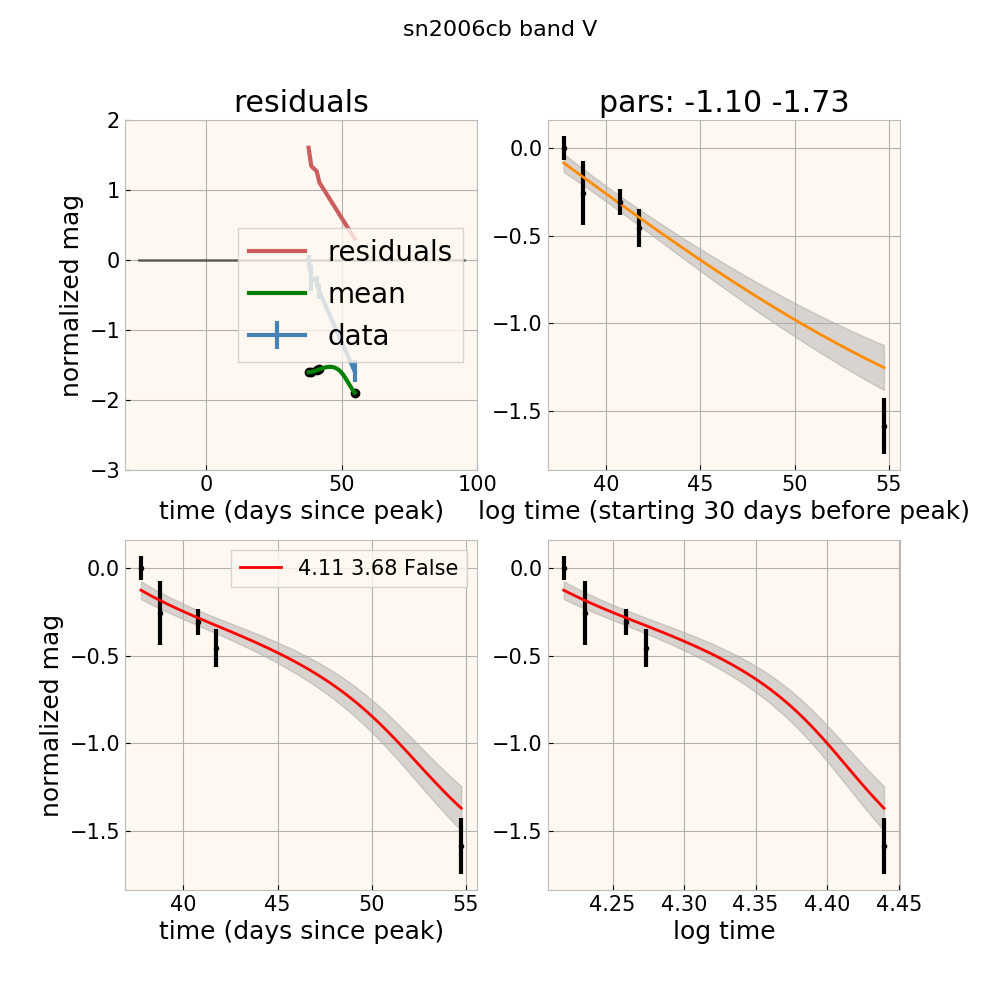 sn2006cb band V
residuals
pars: -1.10 -1.73
normalized mag
2
1
0
−1
−2
−3
residuals
mean
data
0
50
100
time (days since peak)
0.0
−0.5
−1.0
−1.5
40
45
50
55
log time (starting 30 days before peak)
normalized mag
0.0
−0.5
−1.0
−1.5
4.11 3.68 False
40
45
50
55
time (days since peak)
0.0
−0.5
−1.0
−1.5
4.25
4.30
4.35
4.40
4.45
log time